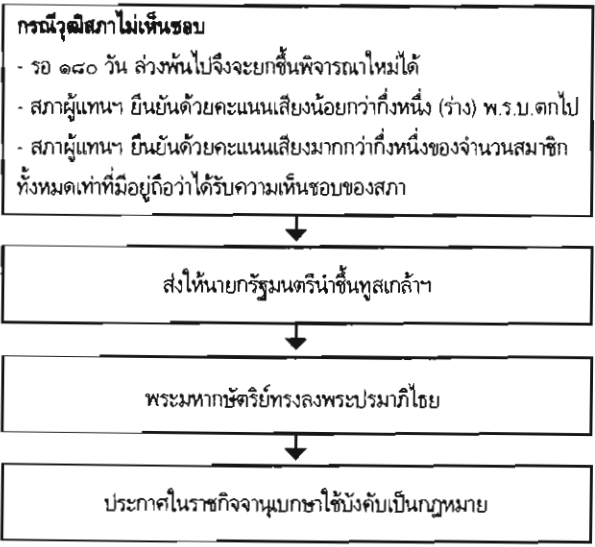 กรณีวุฒิสภาไม่เห็นชอบ
- รอ ๑๘๐ วัน ล่วงพ้นไปจึงจะยกขึ้นพิจารณาใหม่ได้
- สภาผู้แทนฯ ยืนยันด้วยคะแนนเสียงน้อยกว่ากึ่งหนึ่ง (ร่าง) พ.ร.บ.ตกไป
- สภาผู้แทนฯ ยืนยันด้วยคะแนนเสียงมากกว่ากึ่งหนึ่งของจำนวนสมาชิก
ทั้งหมดเท่าที่มีอยู่ถือว่าได้รับความเห็นชอบของสภา
ส่งให้นายกรัฐมนตรีนำขึ้นทูลเกล้าฯ
พระมหากษัตริย์ทรงลงพระปรมาภิไธย
ประกาศในราชกิจจานุเบกษาใช้บังคับเป็นกฎหมาย